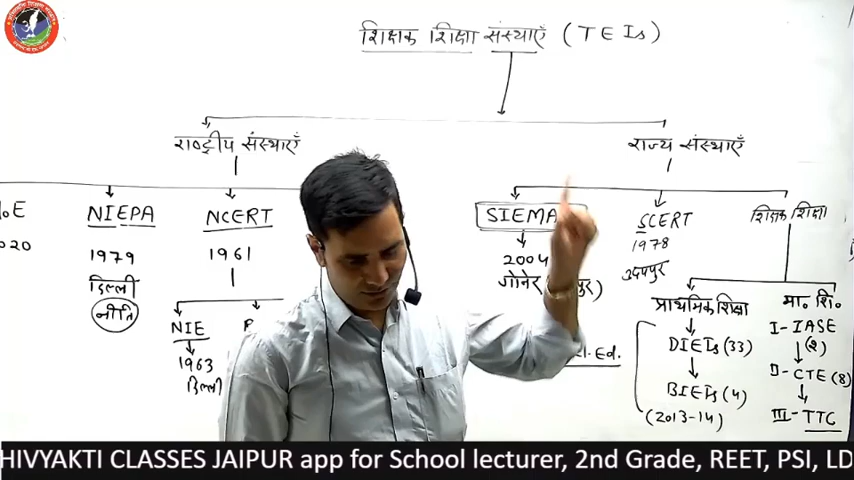 शिक्षक शिक्षा संस्थाएँ (TEIs)
राष्ट्रीय संस्थाएँ
राज्य संस्थाएँ
NIEPA
1979
दिल्ली
नीति
NCERT
1961
NIE
1963
दिल्ली
SIEMA
2004
गोनेर
SCERT
1978
उदयपुर
शिक्षक शिक्षा
प्राथमिक शिक्षा
DIETs (33)
BIETs (4)
(2013-14)
मा. शि.
I- IASE
II- CTE (8)
III- TTC
HIVYAKTI CLASSES JAIPUR app for School lecturer, 2nd Grade, REET, PSI, LD